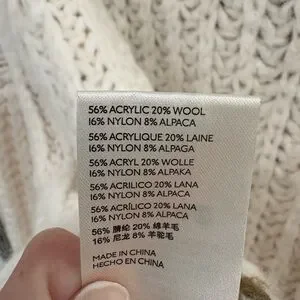 56% ACRYLIC 20% WOOL
16% NYLON 8% ALPACA
56% ACRYLIQUE 20% LAINE
16% NYLON 8% ALPAGA
56% ACRYL 20% WOLLE
16% NYLON 8% ALPAKA
56% ACRILICO 20% LANA
16% NYLON 8% ALPACA
56% ACRÍLICO 20% LANA
16% NYLON 8% ALPACA
56% 腈纶 20% 绵羊毛
16% 尼龙 8% 羊驼毛
MADE IN CHINA
HECHO EN CHINA